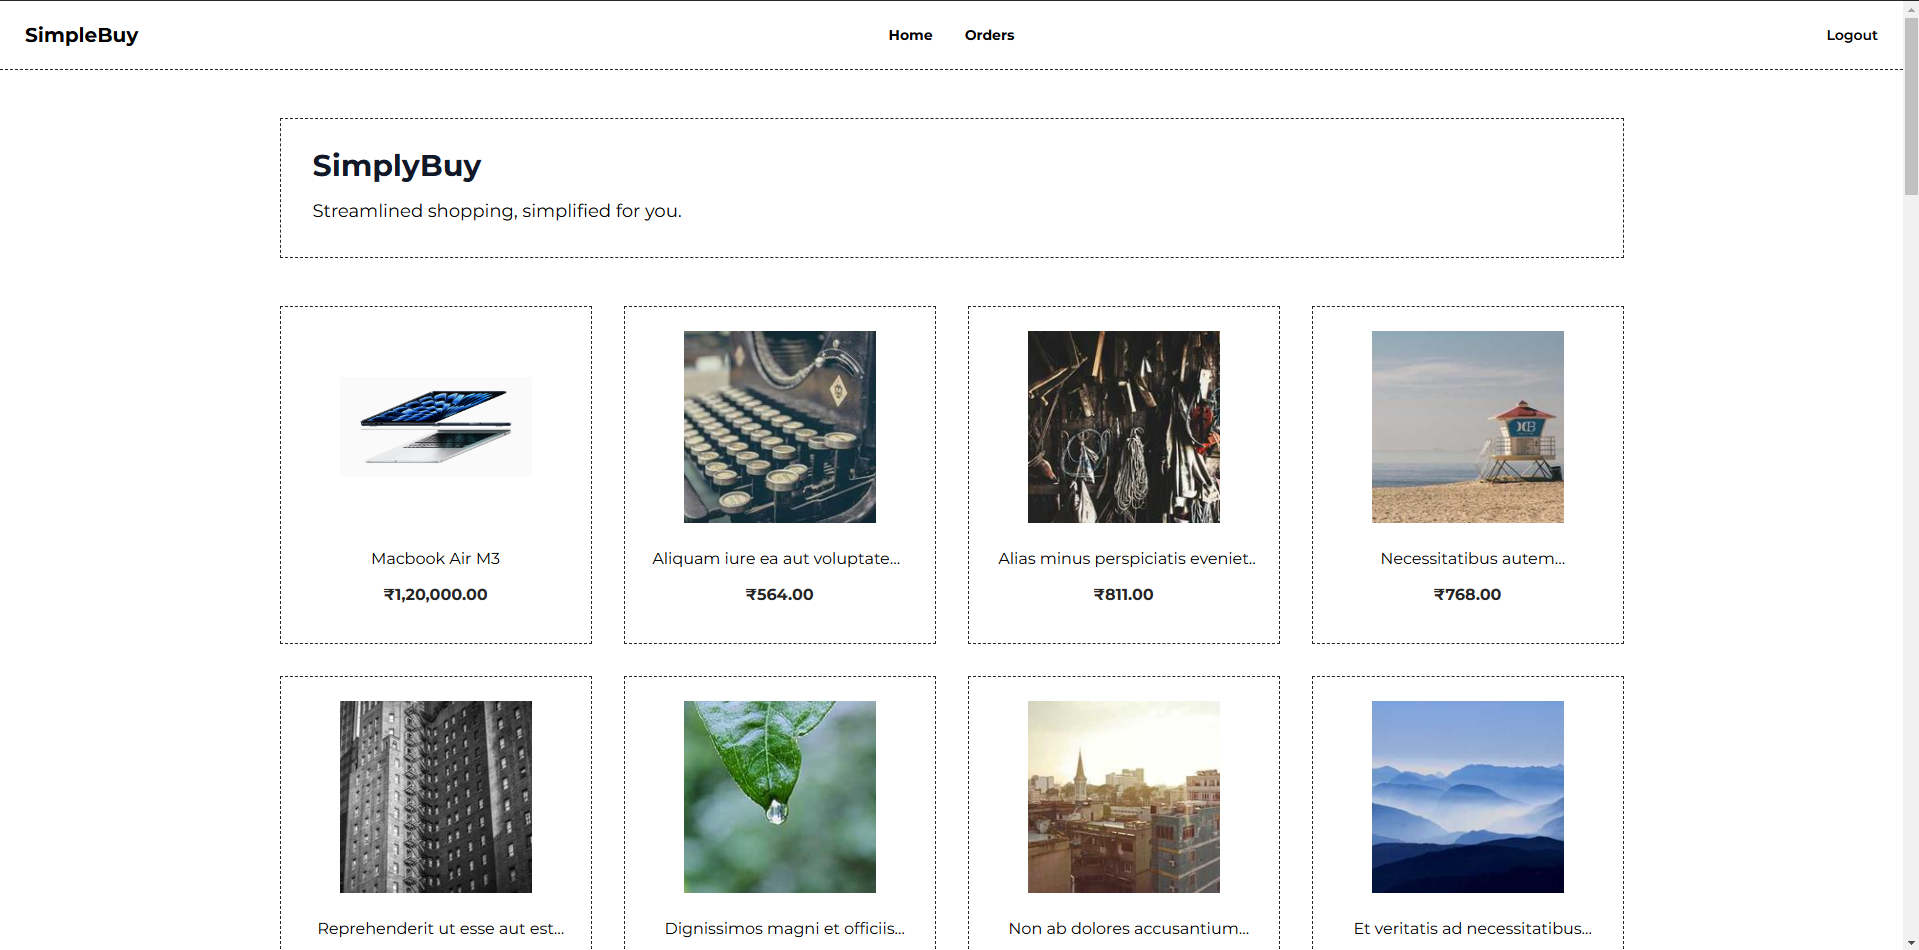 SimpleBuy
Home Orders
Logout
SimplyBuy
Streamlined shopping, simplified for you.
Macbook Air M3
₹1,20,000.00
Aliquam iure ea aut voluptate...
₹564.00
Alias minus perspiciatis eveniet..
₹811.00
Necessitatibus autem...
₹768.00
Reprehenderit ut esse aut est...
Dignissimos magni et officiis...
Non ab dolores accusantium...
Et veritatis ad necessitatibus...